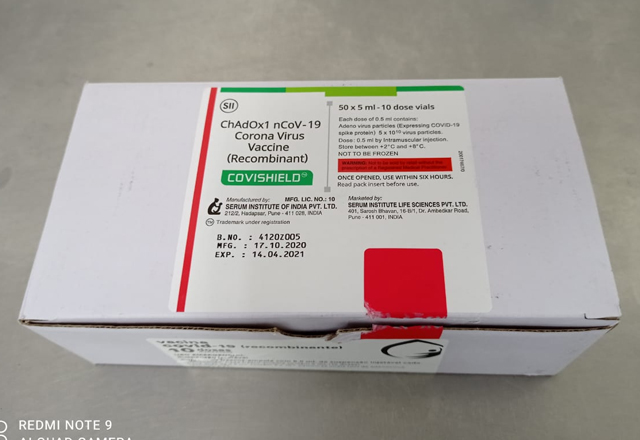 SII
ChAdOx1 nCoV-19
Corona Virus
Vaccine
(Recombinant)
COVISHIELD™
Manufactured by: MFG. LIC. NO.: 10
SERUM INSTITUTE OF INDIA PVT. LTD.
212/2, Hadapsar, Pune - 411 028, INDIA
TM Trademark under registration
B.NO. : 4120Z005
MFG. : 17.10.2020
EXP. : 14.04.2021
50 x 5 ml - 10 dose vials
Each dose of 0.5 ml contains:
Adeno virus particles (Expressing COVID-19
spike protein) 5 x 10¹⁰ virus particles.
Dose: 0.5 ml by Intramuscular injection.
Store between +2°C and +8°C.
NOT TO BE FROZEN
ONCE OPENED, USE WITHIN SIX HOURS.
Read pack insert before use.
Marketed by:
SERUM INSTITUTE LIFE SCIENCES PVT. LTD.
401, Sarosh Bhavan, 16-B/1, Dr. Ambedkar Road,
Pune - 411 001, INDIA
covid-19 (recombinante)
10
REDMI NOTE 9